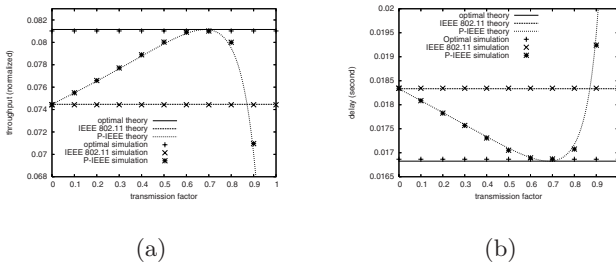 0.082
0.08
0.078
0.076
0.074
0.072
0.07
0.068
throughput (normalized)
optimal theory
IEEE 802.11 theory
P-IEEE theory
optimal simulation
IEEE 802.11 simulation
P-IEEE simulation
0 0.1 0.2 0.3 0.4 0.5 0.6 0.7 0.8 0.9 1
transmission factor
(a)
0.02
0.0195
0.019
0.0185
0.018
0.0175
0.017
0.0165
delay (second)
optimal theory
IEEE 802.11 theory
P-IEEE theory
Optimal simulation
IEEE 802.11 simulation
P-IEEE simulation
0 0.1 0.2 0.3 0.4 0.5 0.6 0.7 0.8 0.9
transmission factor
(b)